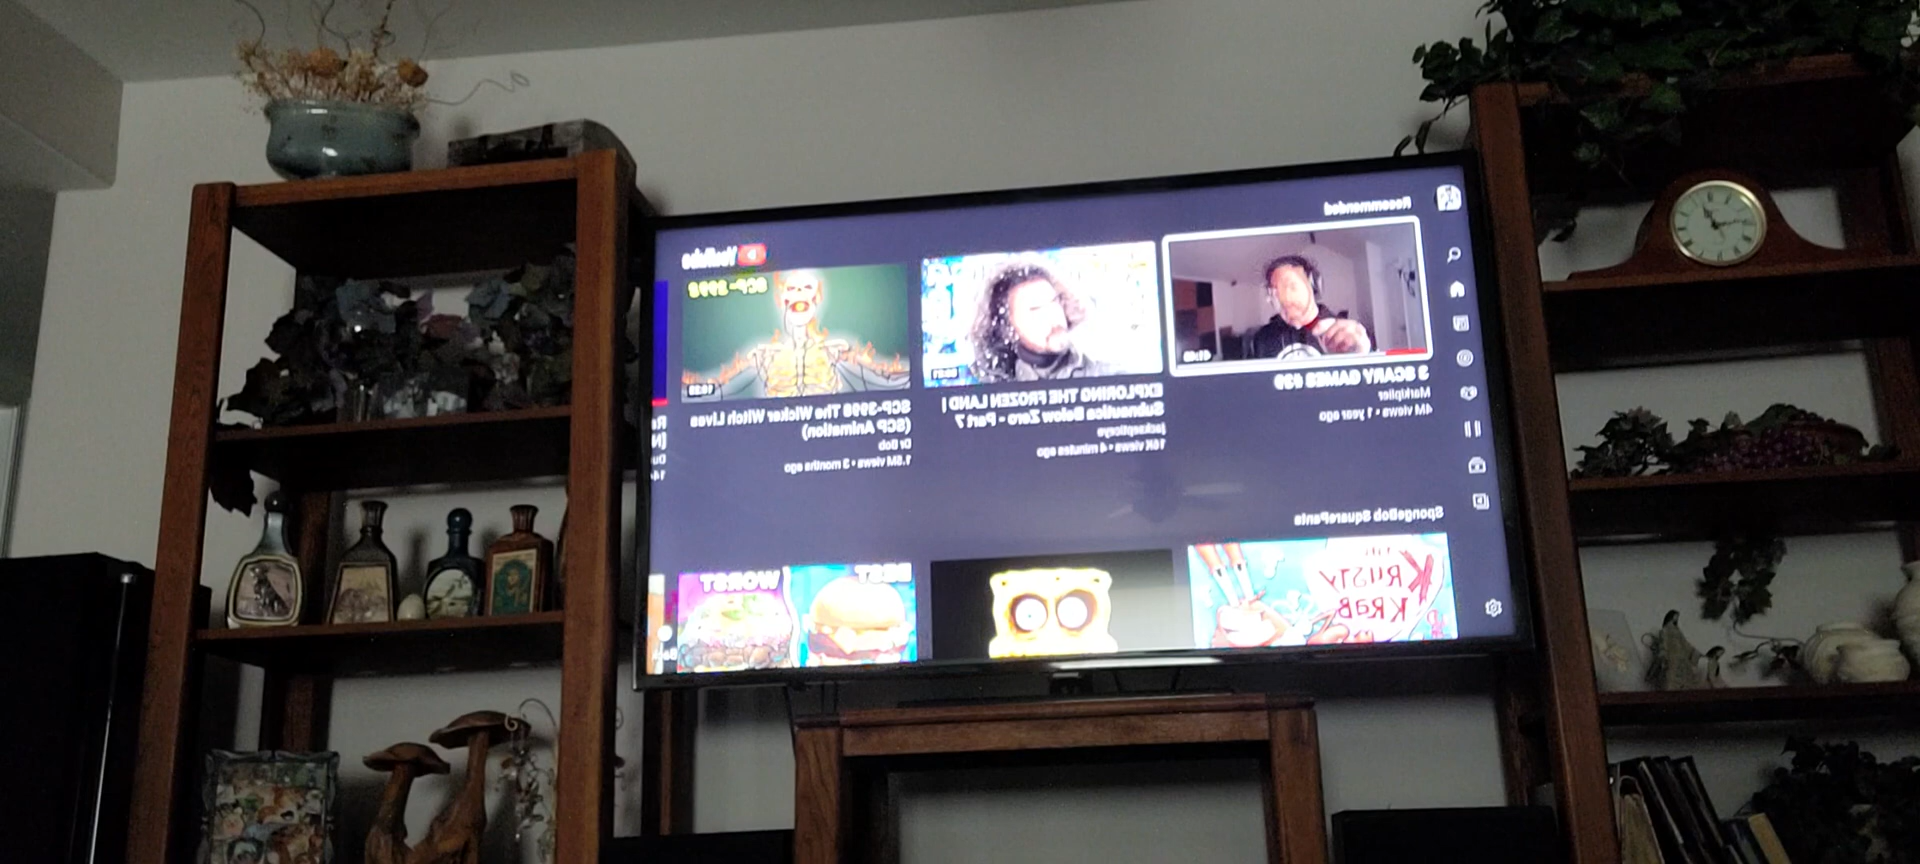 Recommended
YouTube
3 SCARY GAMES #39
Markiplier
4M views • 1 year ago
EXPLORING THE FROZEN LAND |
Subnautica Below Zero - Part 7
jacksepticeye
16K views • 4 minutes ago
SCP-3998
SCP-3998 The Wicker Witch Lives
(SCP Animation)
Dr Bob
1.5M views • 3 months ago
SpongeBob SquarePants
KRUSTY
KRAB
BEST
WORST